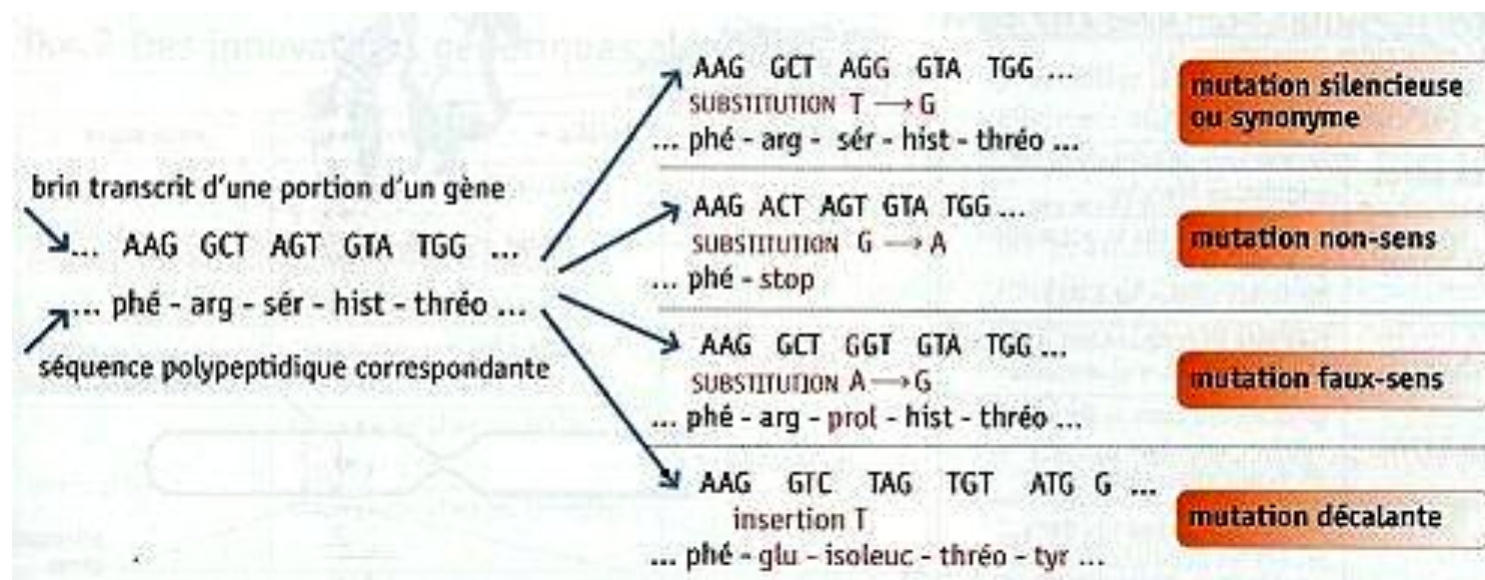 brin transcrit d'une portion d'un gène
... AAG GCT AGT GTA TGG ...
... phé - arg - sér - hist - thréo ...
séquence polypeptidique correspondante
AAG GCT AGG GTA TGG ...
SUBSTITUTION T → G
... phé - arg - sér - hist - thréo ...
mutation silencieuse
ou synonyme
AAG ACT AGT GTA TGG ...
SUBSTITUTION G → A
... phé - stop
mutation non-sens
AAG GCT GGT GTA TGG ...
SUBSTITUTION A → G
... phé - arg - prol - hist - thréo ...
mutation faux-sens
AAG GTC TAG TGT ATG G ...
insertion T
... phé - glu - isoleuc - thréo - tyr ...
mutation décalante